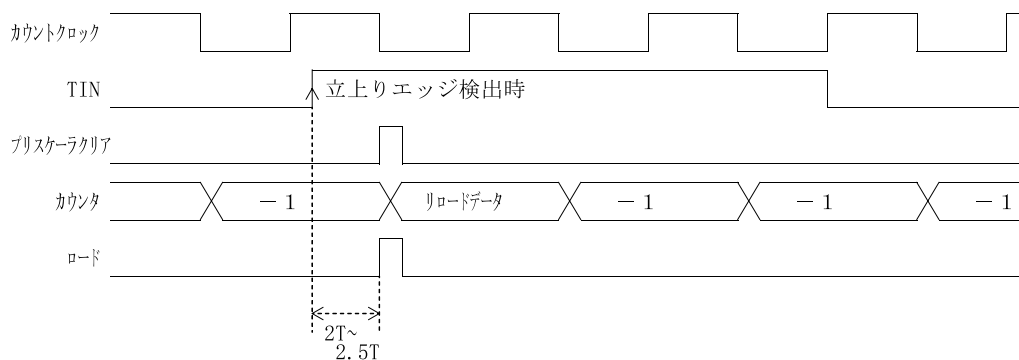 カウントクロック
TIN
立上りエッジ検出時
プリスケーラクリア
カウンタ
－1
リロードデータ
－1
－1
－1
ロード
2T~
2.5T